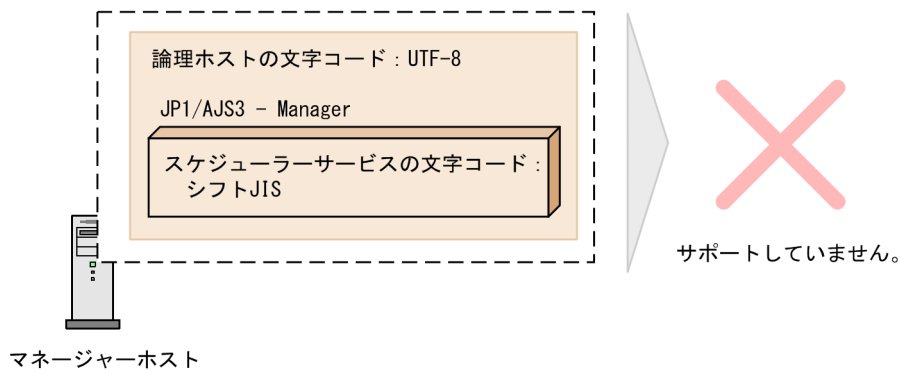 論理ホストの文字コード：UTF-8
JP1/AJS3 - Manager
スケジューラーサービスの文字コード：
シフトJIS
サポートしていません。
マネージャーホスト